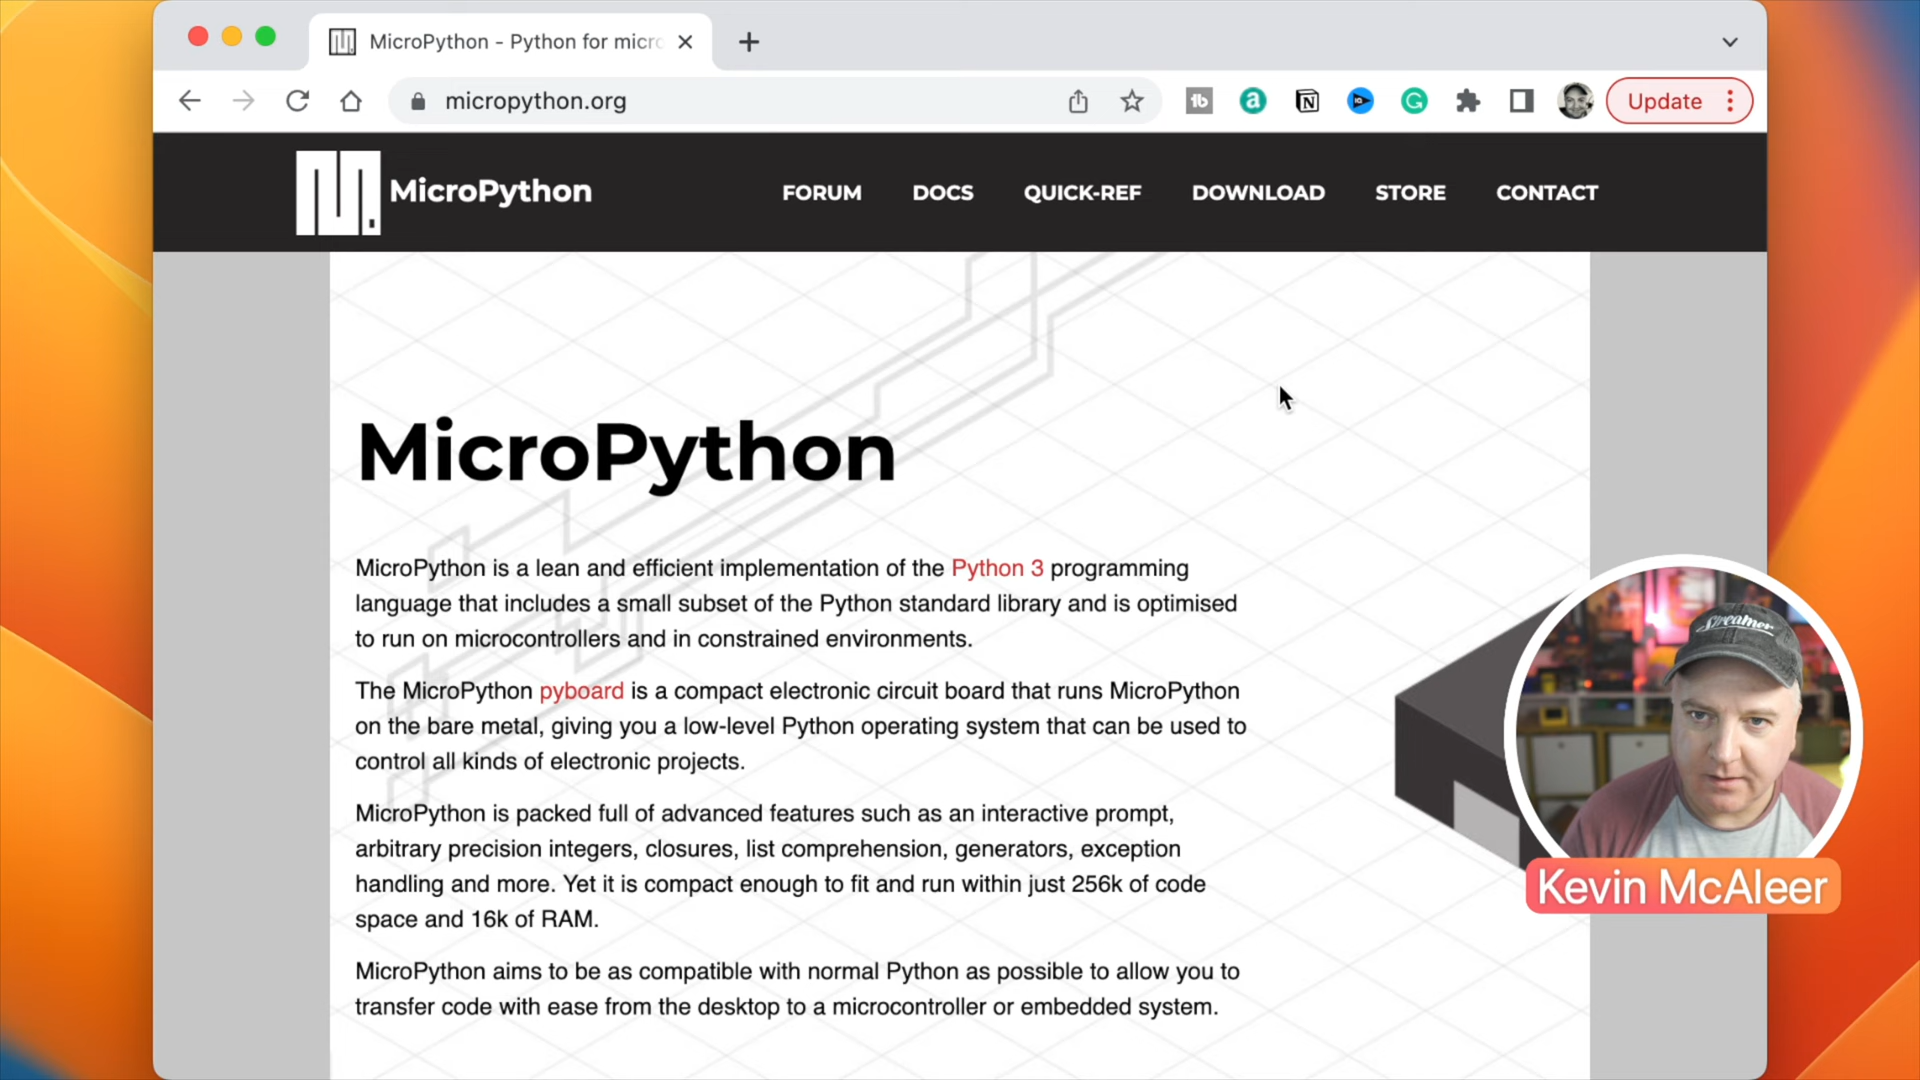 MicroPython - Python for micro
micropython.org
Update
MicroPython
FORUM
DOCS
QUICK-REF
DOWNLOAD
STORE
CONTACT
MicroPython
MicroPython is a lean and efficient implementation of the Python 3 programming
language that includes a small subset of the Python standard library and is optimised
to run on microcontrollers and in constrained environments.
The MicroPython pyboard is a compact electronic circuit board that runs MicroPython
on the bare metal, giving you a low-level Python operating system that can be used to
control all kinds of electronic projects.
MicroPython is packed full of advanced features such as an interactive prompt,
arbitrary precision integers, closures, list comprehension, generators, exception
handling and more. Yet it is compact enough to fit and run within just 256k of code
space and 16k of RAM.
MicroPython aims to be as compatible with normal Python as possible to allow you to
transfer code with ease from the desktop to a microcontroller or embedded system.
Streamer
Kevin McAleer